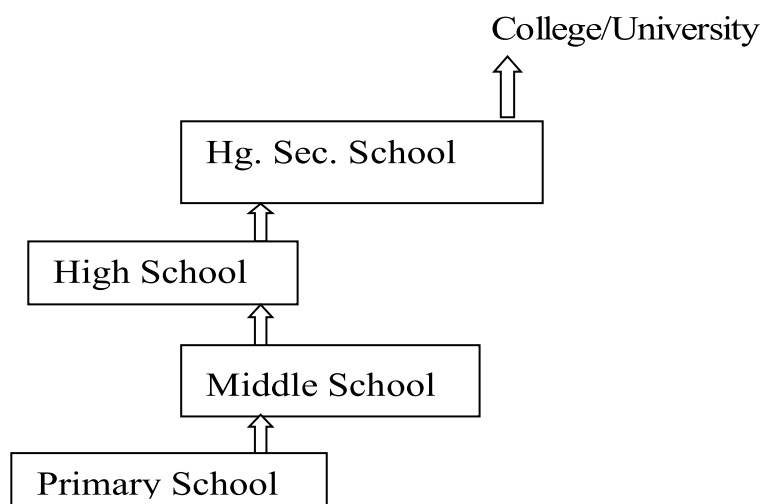 College/University
Hg. Sec. School
High School
Middle School
Primary School